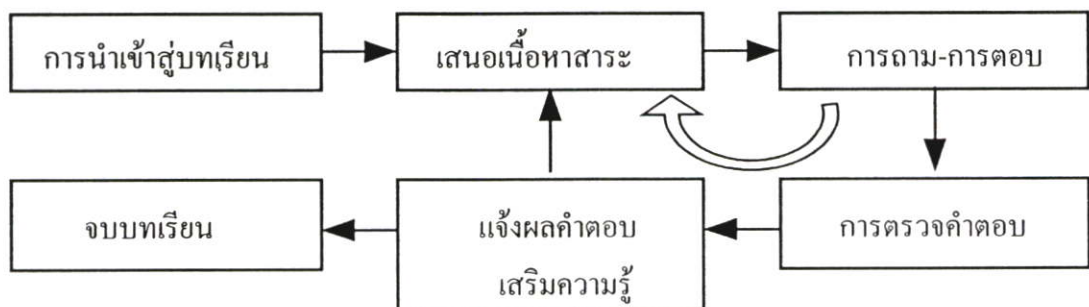 การนำเข้าสู่บทเรียน
เสนอเนื้อหาสาระ
การถาม-การตอบ
จบบทเรียน
แจ้งผลคำตอบ
เสริมความรู้
การตรวจคำตอบ